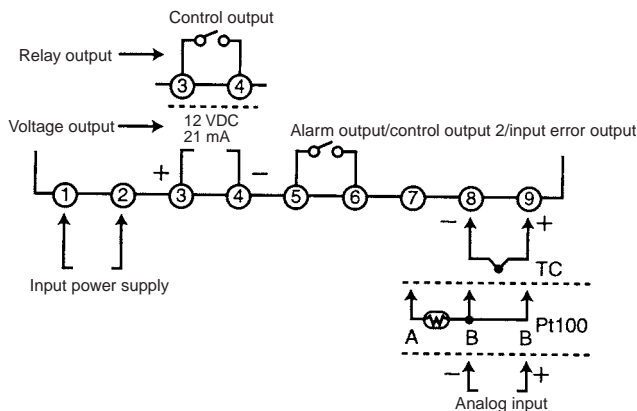 Control output
Relay output
3 4
Voltage output
12 VDC
21 mA
Alarm output/control output 2/input error output
+ − 
1 2 3 4 5 6 7 8 9
− +
Input power supply
TC
Pt100
A B B
− +
Analog input